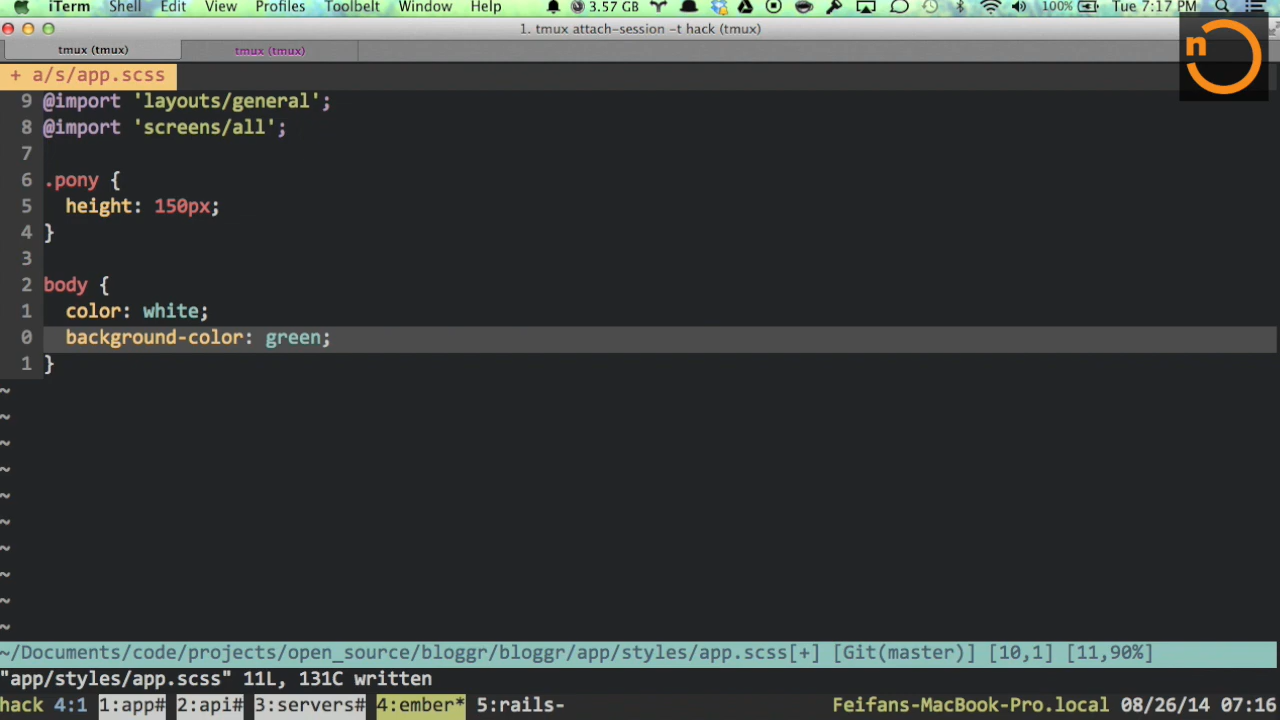 iTerm Shell Edit View Profiles Toolbelt Window Help 3.57 GB 100% Tue 7:17 PM
1. tmux attach-session -t hack (tmux)
tmux (tmux) tmux (tmux)
n
+ a/s/app.scss
9 @import 'layouts/general';
8 @import 'screens/all';
7
6 .pony {
5 height: 150px;
4 }
3
2 body {
1 color: white;
0 background-color: green;
1 }
~
~
~
~
~
~
~
~
~
~
~/Documents/code/projects/open_source/bloggr/bloggr/app/styles/app.scss[+] [Git(master)] [10,1] [11,90%]
"app/styles/app.scss" 11L, 131C written
hack 4:1 1:app# 2:api# 3:servers# 4:ember* 5:rails- Feifans-MacBook-Pro.local 08/26/14 07:16